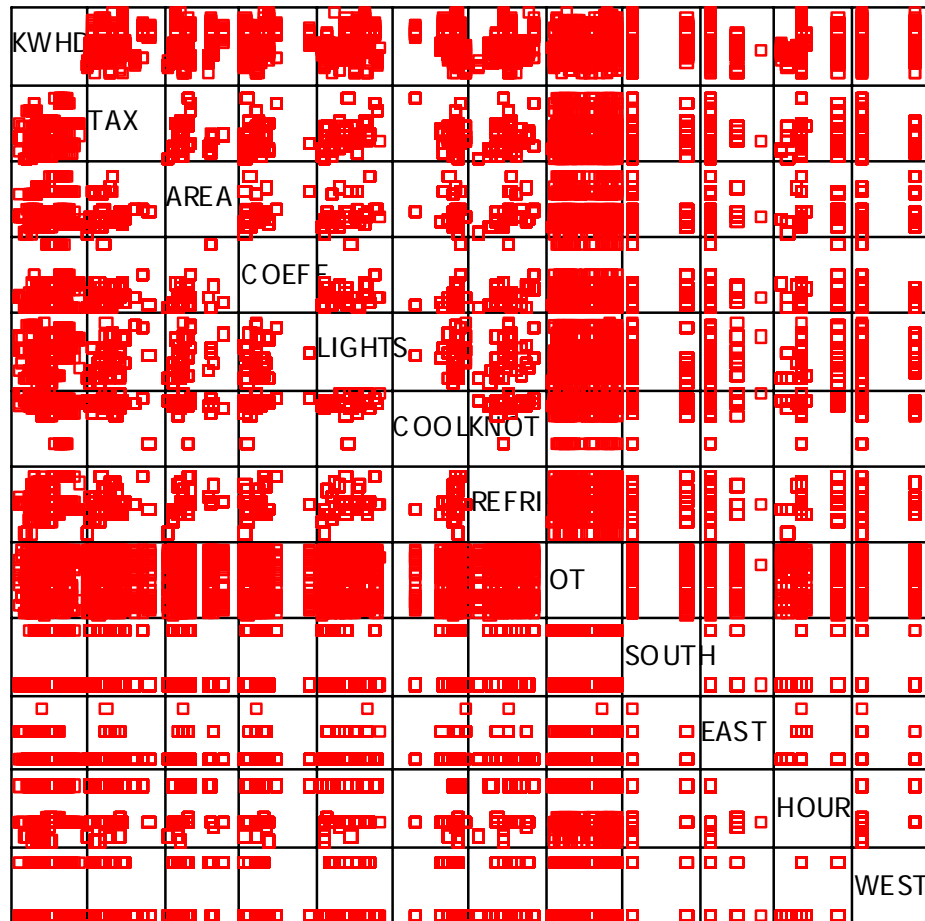 KWHD
TAX
AREA
COEFF
LIGHTS
COOLKNOT
REFRI
OT
SOUTH
EAST
HOUR
WEST